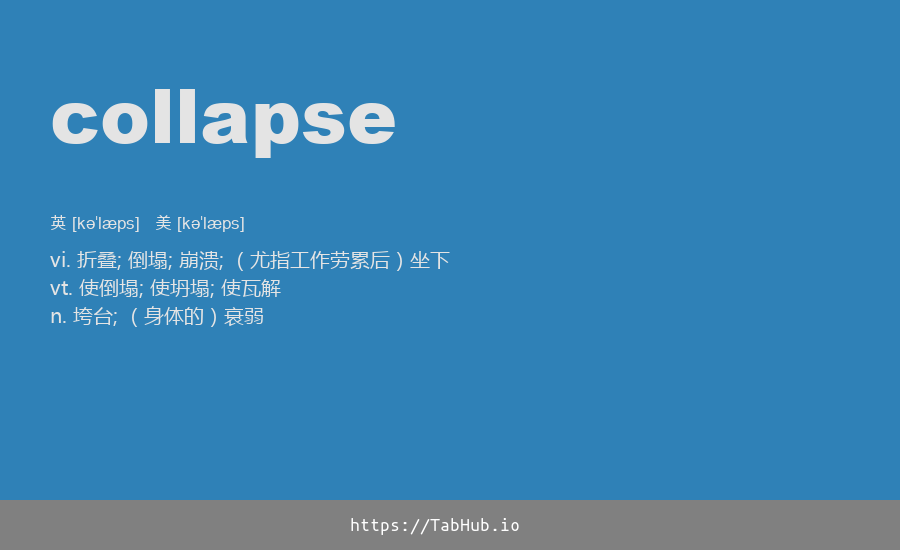 collapse
英 [kə'læps] 美 [kə'læps]
vi. 折叠; 倒塌; 崩溃; （尤指工作劳累后）坐下
vt. 使倒塌; 使坍塌; 使瓦解
n. 垮台; （身体的）衰弱
https://TabHub.io